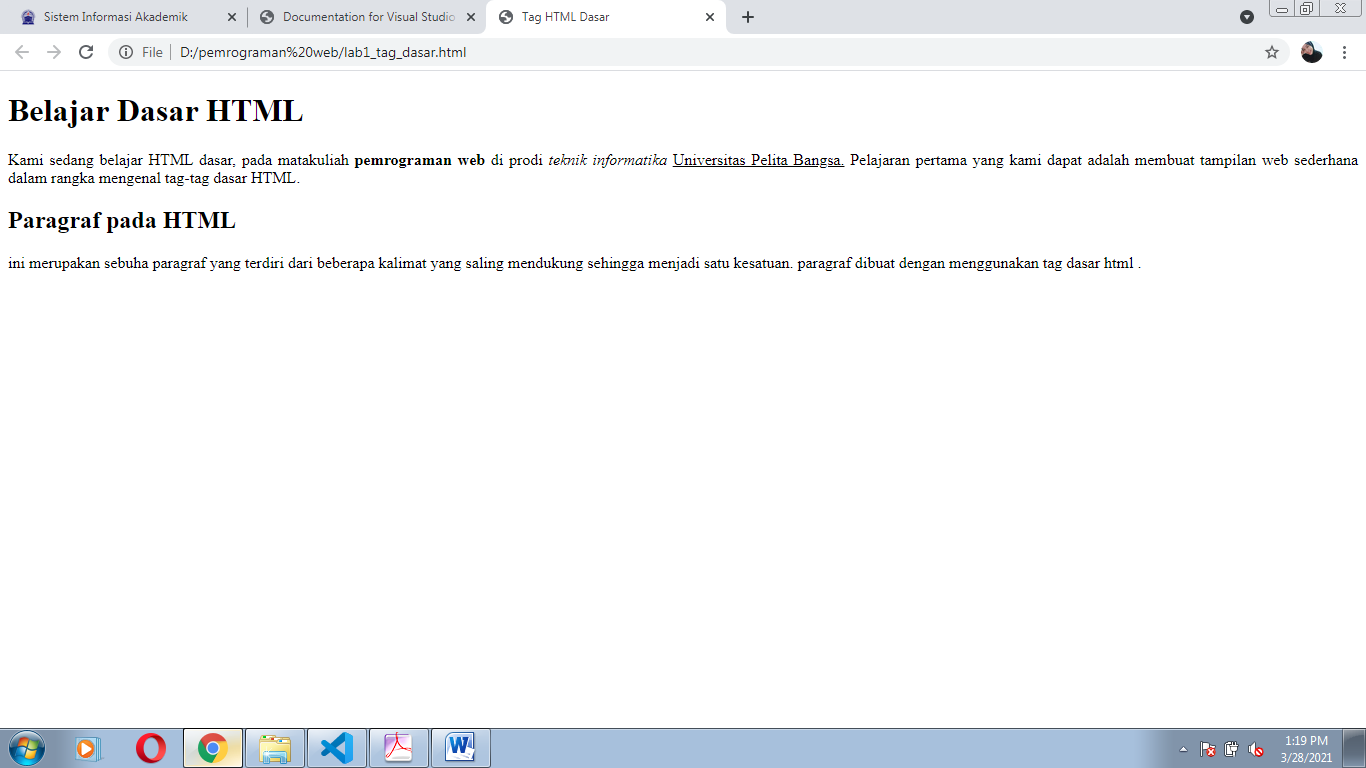 Sistem Informasi Akademik
Documentation for Visual Studio
Tag HTML Dasar
File
D:/pemrograman%20web/lab1_tag_dasar.html
Belajar Dasar HTML
Kami sedang belajar HTML dasar, pada matakuliah pemrograman web di prodi teknik informatika Universitas Pelita Bangsa. Pelajaran pertama yang kami dapat adalah membuat tampilan web sederhana
dalam rangka mengenal tag-tag dasar HTML.
Paragraf pada HTML
ini merupakan sebuha paragraf yang terdiri dari beberapa kalimat yang saling mendukung sehingga menjadi satu kesatuan. paragraf dibuat dengan menggunakan tag dasar html .
1:19 PM
3/28/2021